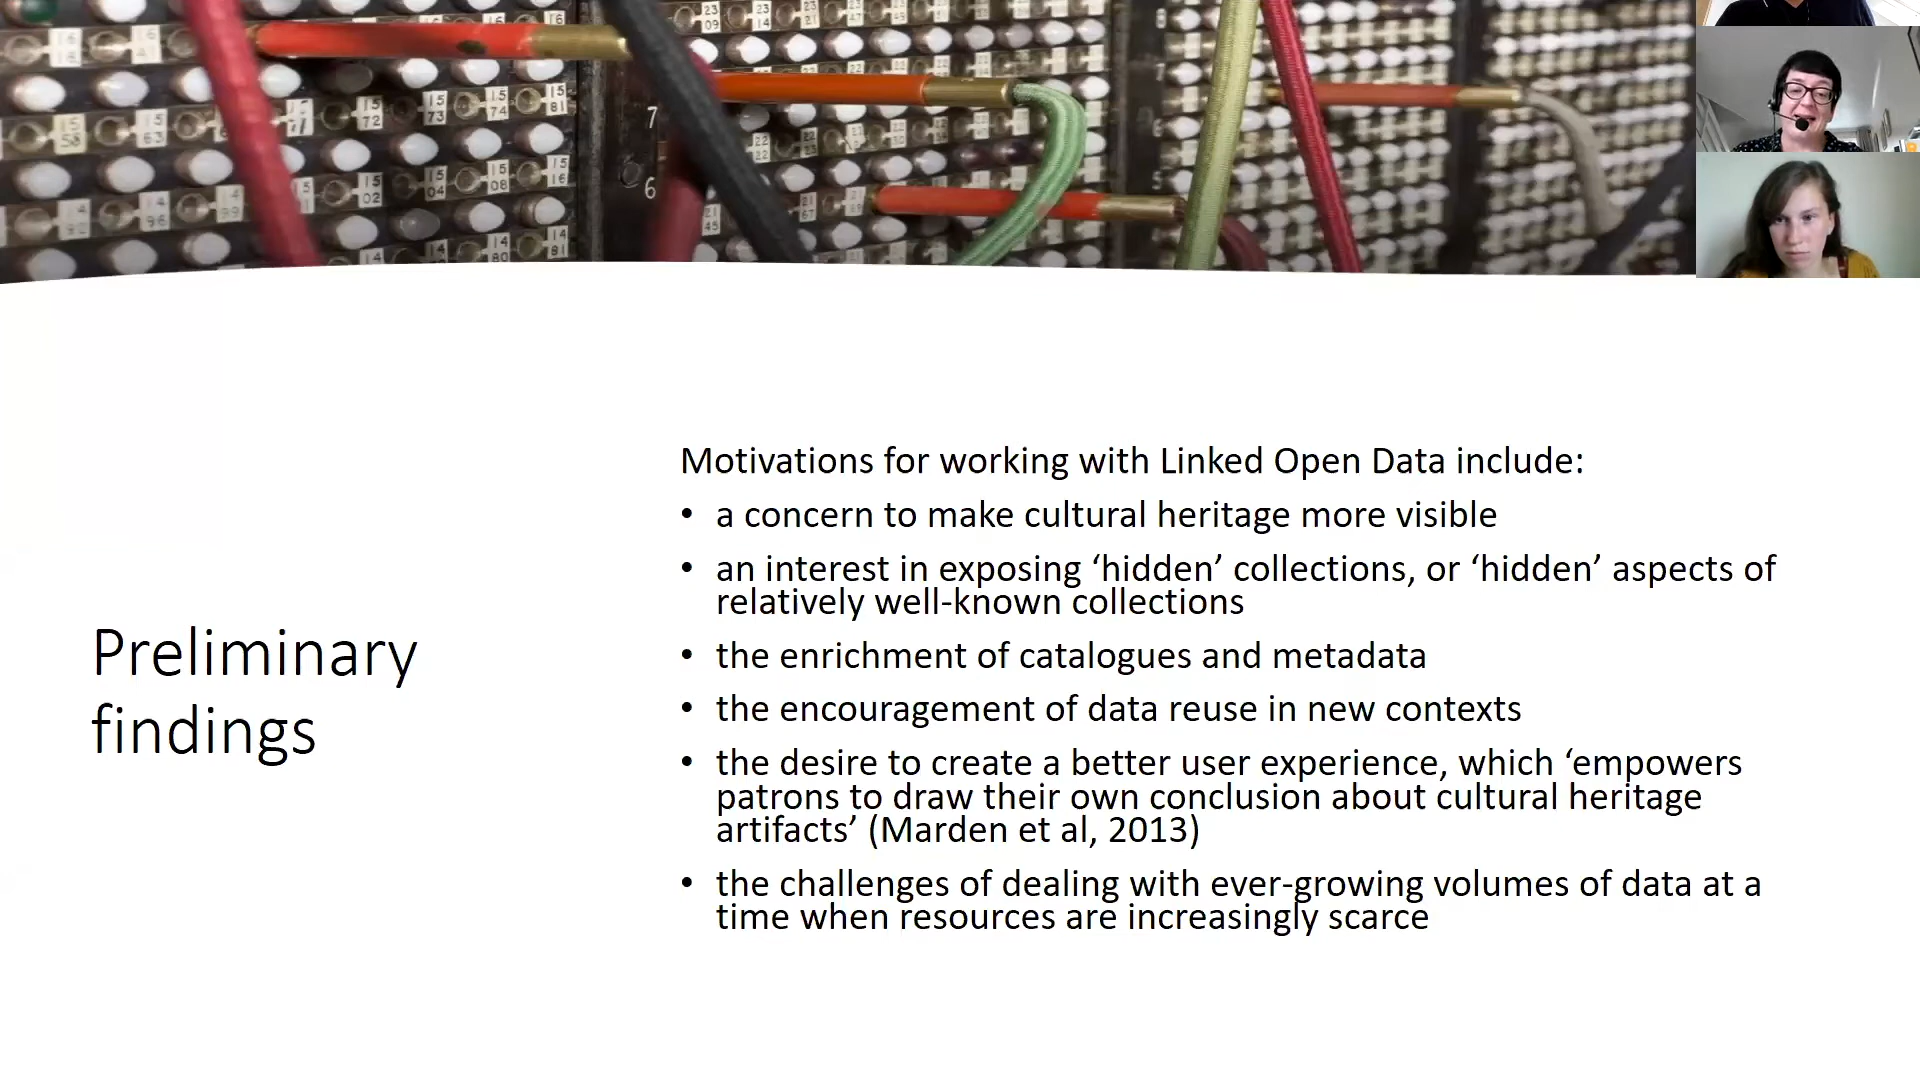 Preliminary
findings
Motivations for working with Linked Open Data include:
• a concern to make cultural heritage more visible
• an interest in exposing ‘hidden’ collections, or ‘hidden’ aspects of
relatively well-known collections
• the enrichment of catalogues and metadata
• the encouragement of data reuse in new contexts
• the desire to create a better user experience, which ‘empowers
patrons to draw their own conclusion about cultural heritage
artifacts’ (Marden et al, 2013)
• the challenges of dealing with ever-growing volumes of data at a
time when resources are increasingly scarce